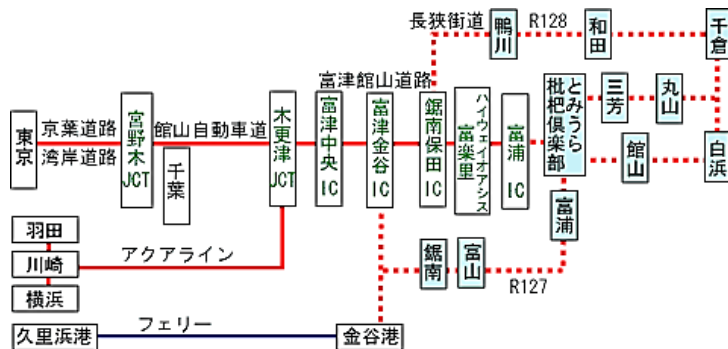 長狭街道
鴨川
R128
和田
千倉
富津館山道路
東京
京葉道路
湾岸道路
宮野木JCT
館山自動車道
千葉
木更津JCT
富津中央IC
富津金谷IC
鋸南保田IC
ハイウェイオアシス
富楽里
富浦IC
とみうら
枇杷倶楽部
三芳
丸山
館山
白浜
富浦
羽田
川崎
横浜
アクアライン
鋸南
富山
R127
久里浜港
フェリー
金谷港